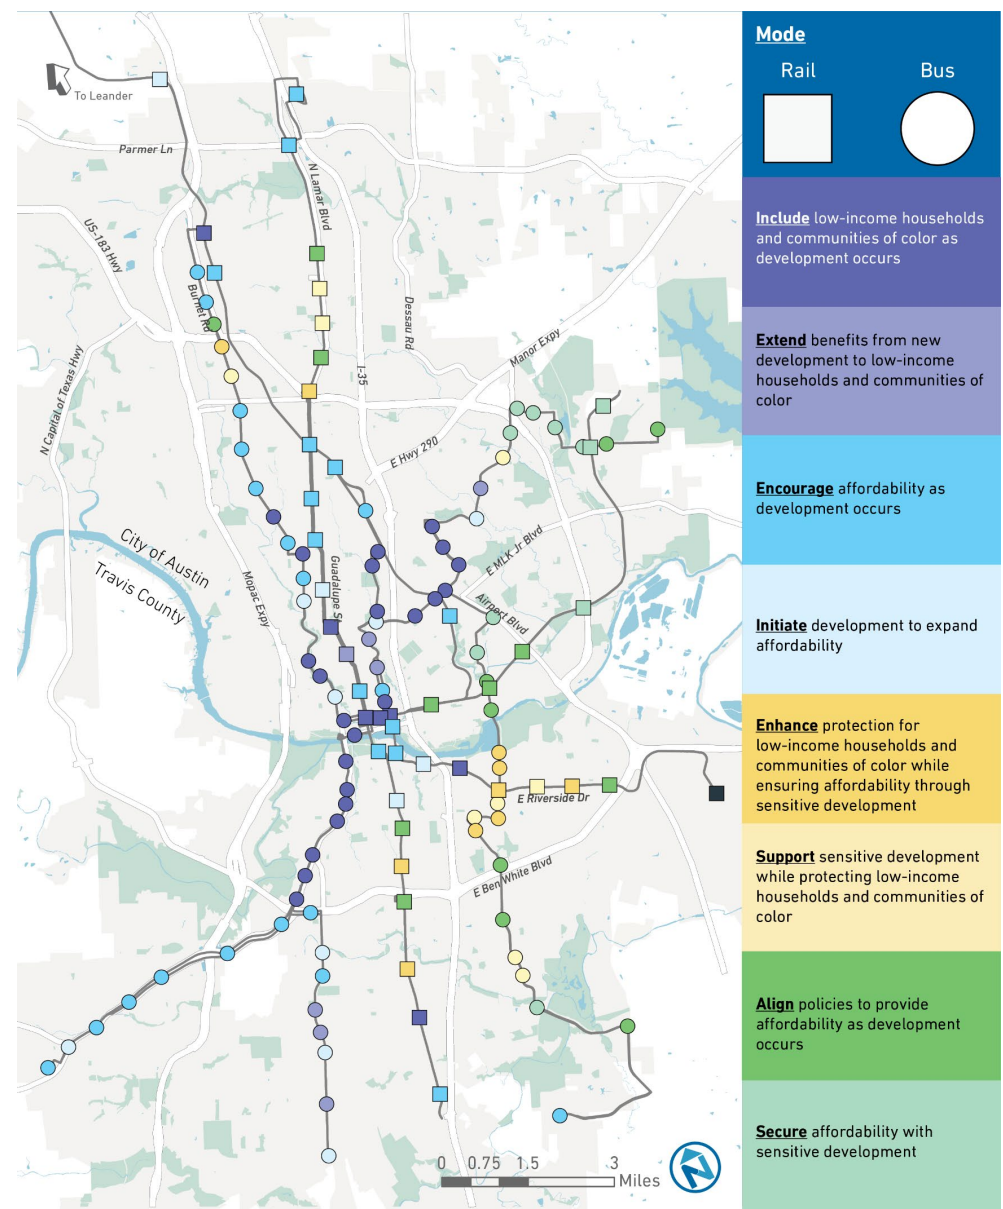 Mode
Rail
Bus
Include low-income households
and communities of color as
development occurs
Extend benefits from new
development to low-income
households and communities of
color
Encourage affordability as
development occurs
Initiate development to expand
affordability
Enhance protection for
low-income households and
communities of color while
ensuring affordability through
sensitive development
Support sensitive development
while protecting low-income
households and communities of
color
Align policies to provide
affordability as development
occurs
Secure affordability with
sensitive development
To Leander
Parmer Ln
N Lamar Blvd
US-183 Hwy
Burnet Rd
Dessau Rd
Manor Expy
I-35
N Capital of Texas Hwy
E Hwy 290
City of Austin
Travis County
E MLK Jr Blvd
Mopac Expy
Guadalupe St
Airport Blvd
E Riverside Dr
E Ben White Blvd
0 0.75 1.5 3
Miles